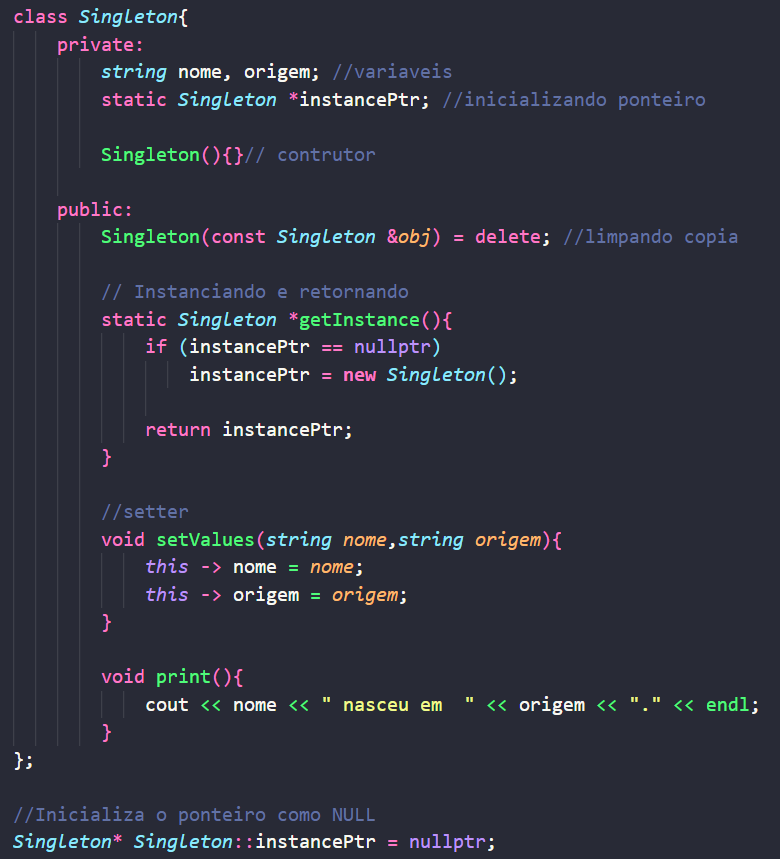 class Singleton{
    private:
        string nome, origem; //variaveis
        static Singleton *instancePtr; //inicializando ponteiro

        Singleton(){}// contrutor

    public:
        Singleton(const Singleton &obj) = delete; //limpando copia

        // Instanciando e retornando
        static Singleton *getInstance(){
            if (instancePtr == nullptr)
                instancePtr = new Singleton();

            return instancePtr;
        }

        //setter
        void setValues(string nome,string origem){
            this -> nome = nome;
            this -> origem = origem;
        }

        void print(){
            cout << nome << " nasceu em  " << origem << "." << endl;
        }
};

//Inicializa o ponteiro como NULL
Singleton* Singleton::instancePtr = nullptr;